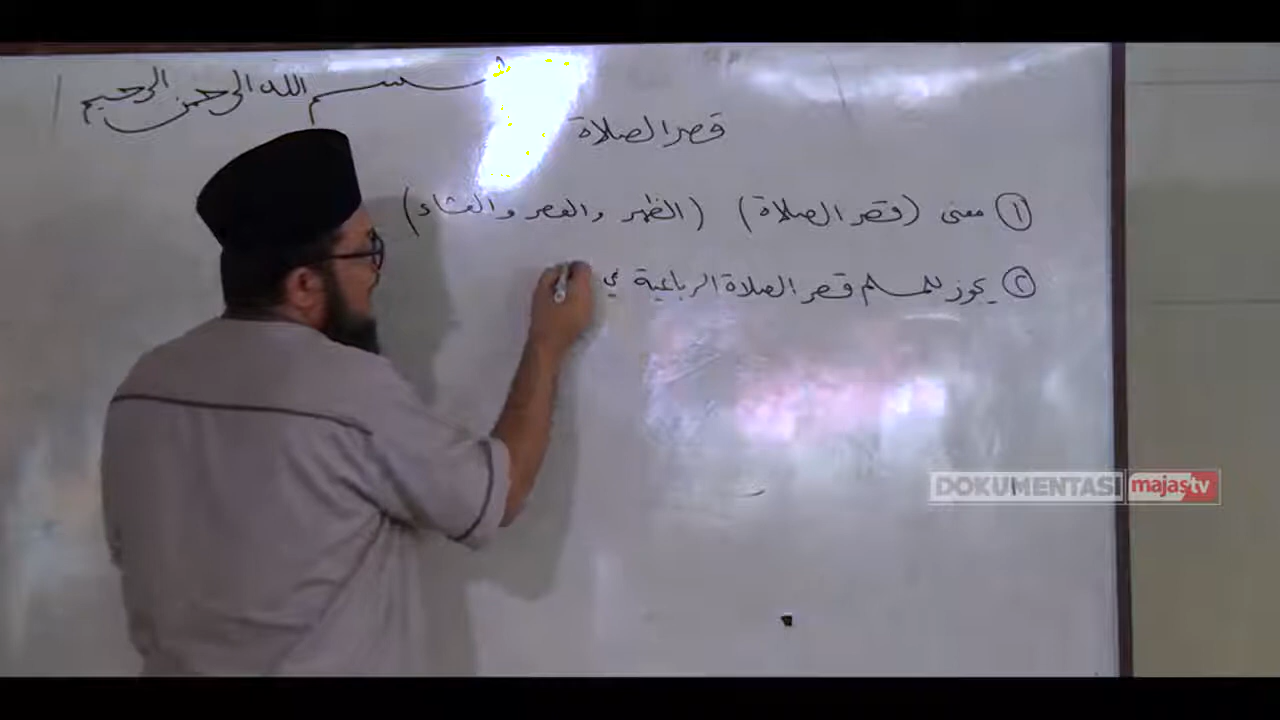 بسم الله الرحمن الرحيم
قصر الصلاة
① معنى (قصر الصلاة) (الظهر والعصر والعشاء)
② يجوز للمسلم قصر الصلاة الرباعية في
DOKUMENTASI majastv